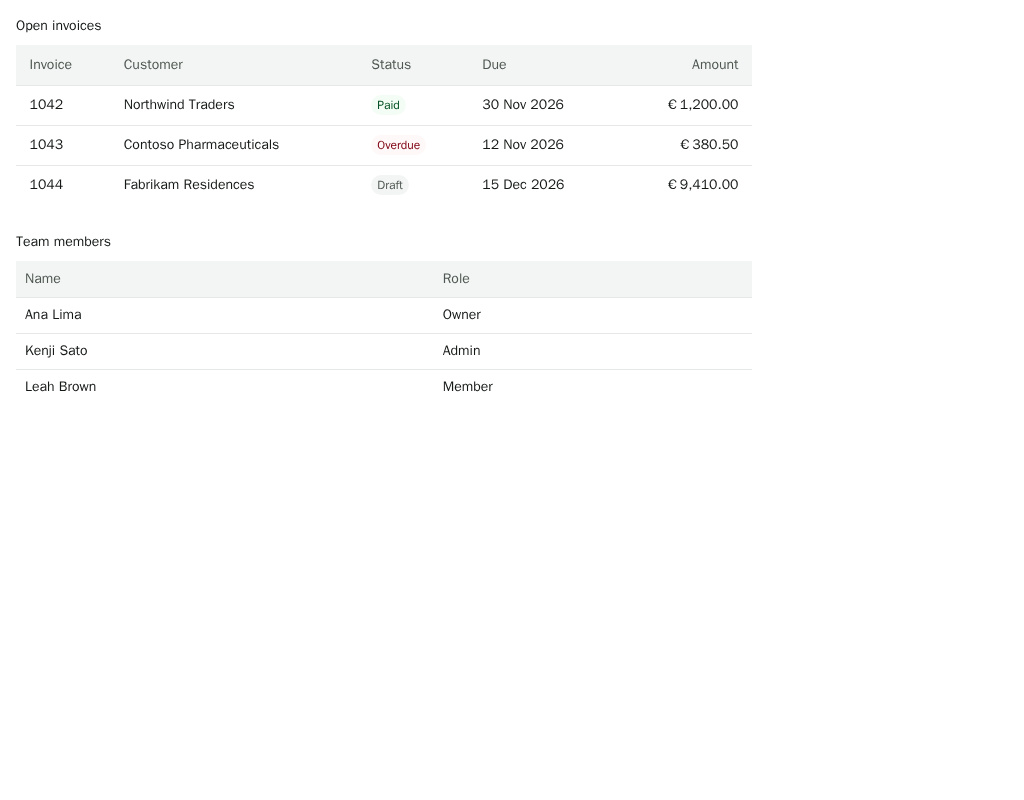 Open invoices
Invoice Customer Status Due Amount
1042 Northwind Traders Paid 30 Nov 2026 € 1,200.00
1043 Contoso Pharmaceuticals Overdue 12 Nov 2026 € 380.50
1044 Fabrikam Residences Draft 15 Dec 2026 € 9,410.00
Team members
Name Role
Ana Lima Owner
Kenji Sato Admin
Leah Brown Member